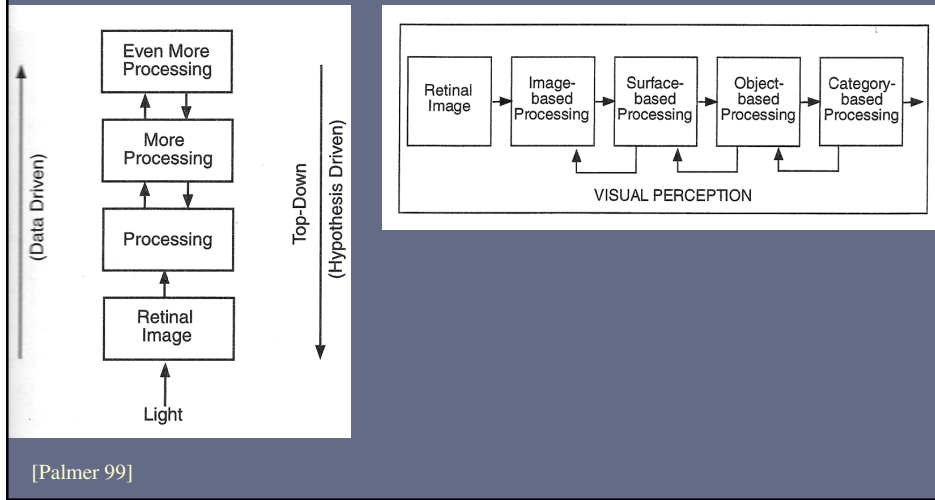 Even More
Processing
More
Processing
Processing
Retinal
Image
Light
(Data Driven)
Top-Down
(Hypothesis Driven)
Retinal
Image
Image-
based
Processing
Surface-
based
Processing
Object-
based
Processing
Category-
based
Processing
VISUAL PERCEPTION
[Palmer 99]